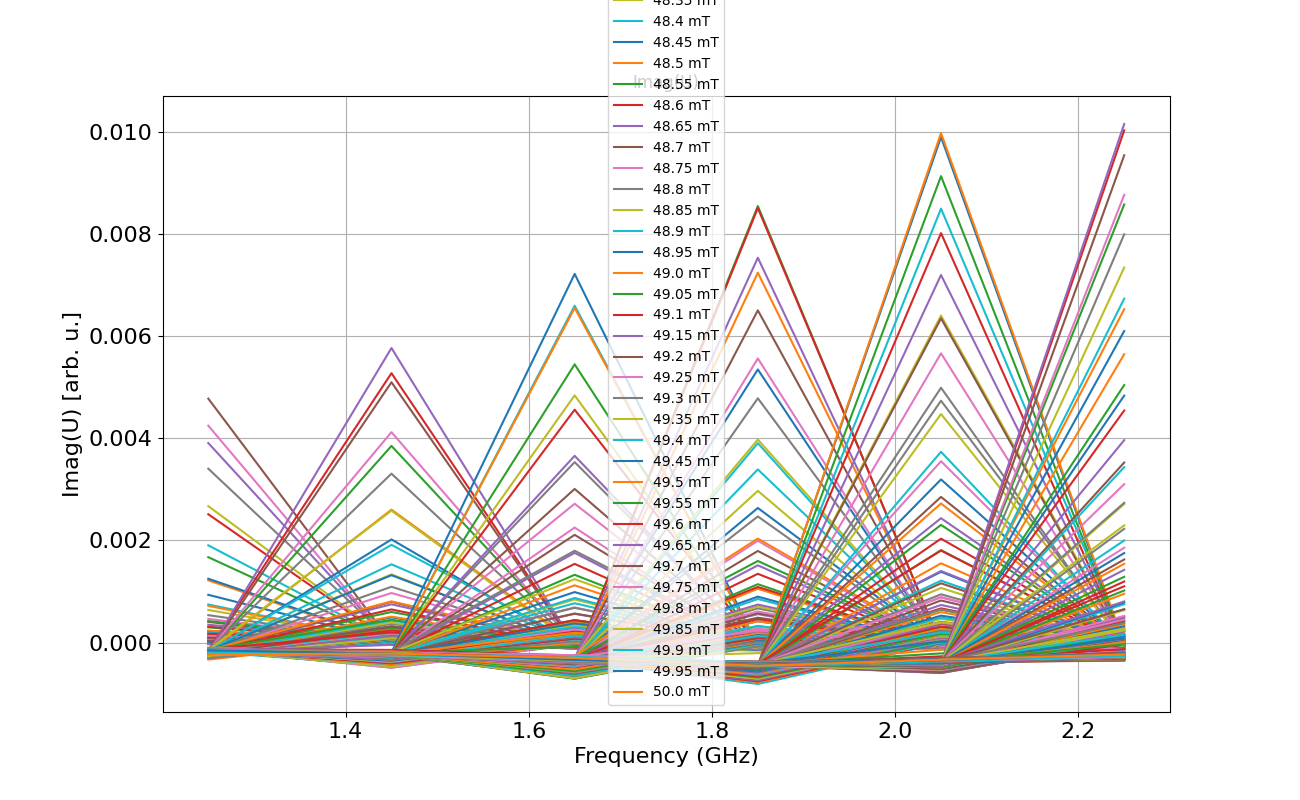 48.35 mT
48.4 mT
48.45 mT
48.5 mT
Imag(U)
48.55 mT
48.6 mT
48.65 mT
48.7 mT
48.75 mT
48.8 mT
48.85 mT
48.9 mT
48.95 mT
49.0 mT
49.05 mT
49.1 mT
49.15 mT
49.2 mT
49.25 mT
49.3 mT
49.35 mT
49.4 mT
49.45 mT
49.5 mT
49.55 mT
49.6 mT
49.65 mT
49.7 mT
49.75 mT
49.8 mT
49.85 mT
49.9 mT
49.95 mT
50.0 mT
0.010
0.008
0.006
0.004
0.002
0.000
Imag(U) [arb. u.]
1.4 1.6 1.8 2.0 2.2
Frequency (GHz)